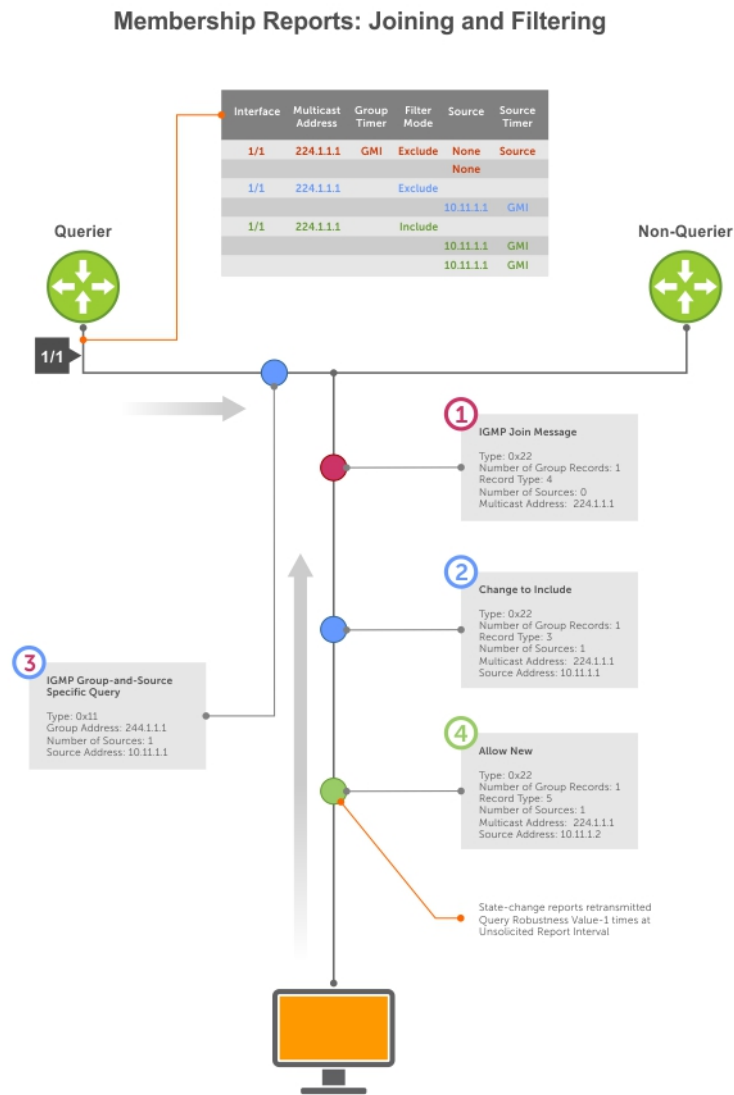 Membership Reports: Joining and Filtering
Interface Multicast Address Group Timer Filter Mode Source Source Timer
1/1 224.1.1.1 GMI Exclude None Source
None
1/1 224.1.1.1 Exclude
10.11.1.1 GMI
1/1 224.1.1.1 Include
10.11.1.1 GMI
10.11.1.1 GMI
Querier
Non-Querier
1/1
1
IGMP Join Message
Type: 0x22
Number of Group Records: 1
Record Type: 4
Number of Sources: 0
Multicast Address: 224.1.1.1
2
Change to Include
Type: 0x22
Number of Group Records: 1
Record Type: 3
Number of Sources: 1
Multicast Address: 224.1.1.1
Source Address: 10.11.1.1
3
IGMP Group-and-Source
Specific Query
Type: 0x11
Group Address: 244.1.1.1
Number of Sources: 1
Source Address: 10.11.1.1
4
Allow New
Type: 0x22
Number of Group Records: 1
Record Type: 5
Number of Sources: 1
Multicast Address: 224.1.1.1
Source Address: 10.11.1.2
State-change reports retransmitted
Query Robustness Value-1 times at
Unsolicited Report Interval